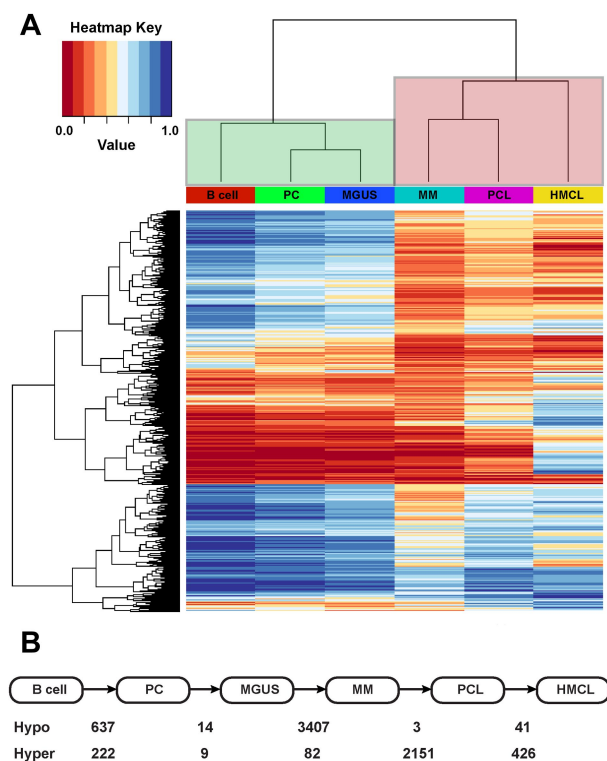 A
Heatmap Key
0.0 1.0
Value
B cell PC MGUS MM PCL HMCL
B
B cell PC MGUS MM PCL HMCL
Hypo 637 14 3407 3 41
Hyper 222 9 82 2151 426